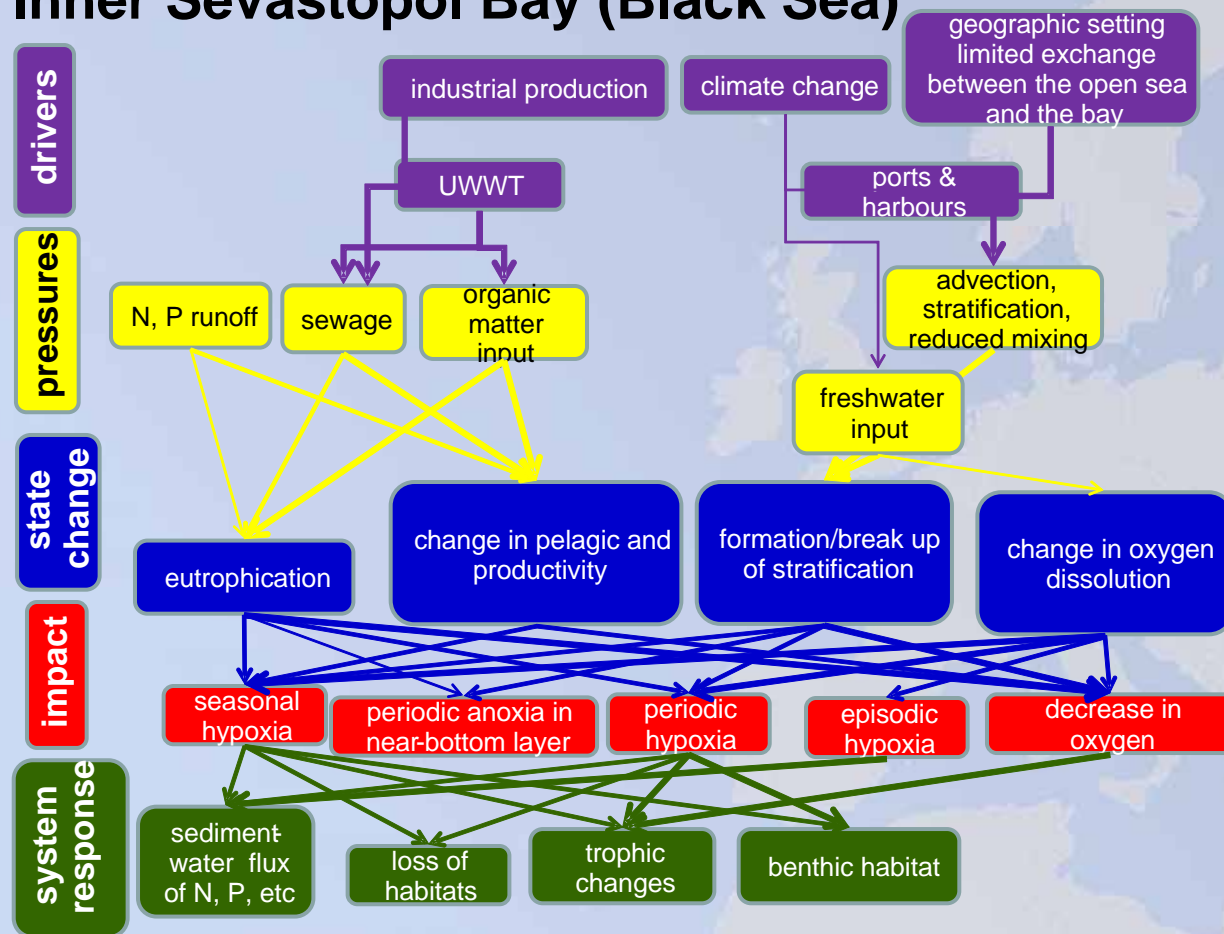 Inner Sevastopol Bay (Black Sea)
drivers
industrial production
climate change
geographic setting
limited exchange
between the open sea
and the bay
UWWT
ports &
harbours
pressures
N, P runoff
sewage
organic
matter
input
advection,
stratification,
reduced mixing
freshwater
input
state
change
eutrophication
change in pelagic and
productivity
formation/break up
of stratification
change in oxygen
dissolution
impact
seasonal
hypoxia
periodic anoxia in
near-bottom layer
periodic
hypoxia
episodic
hypoxia
decrease in
oxygen
system
response
sediment-
water flux
of N, P, etc
loss of
habitats
trophic
changes
benthic habitat